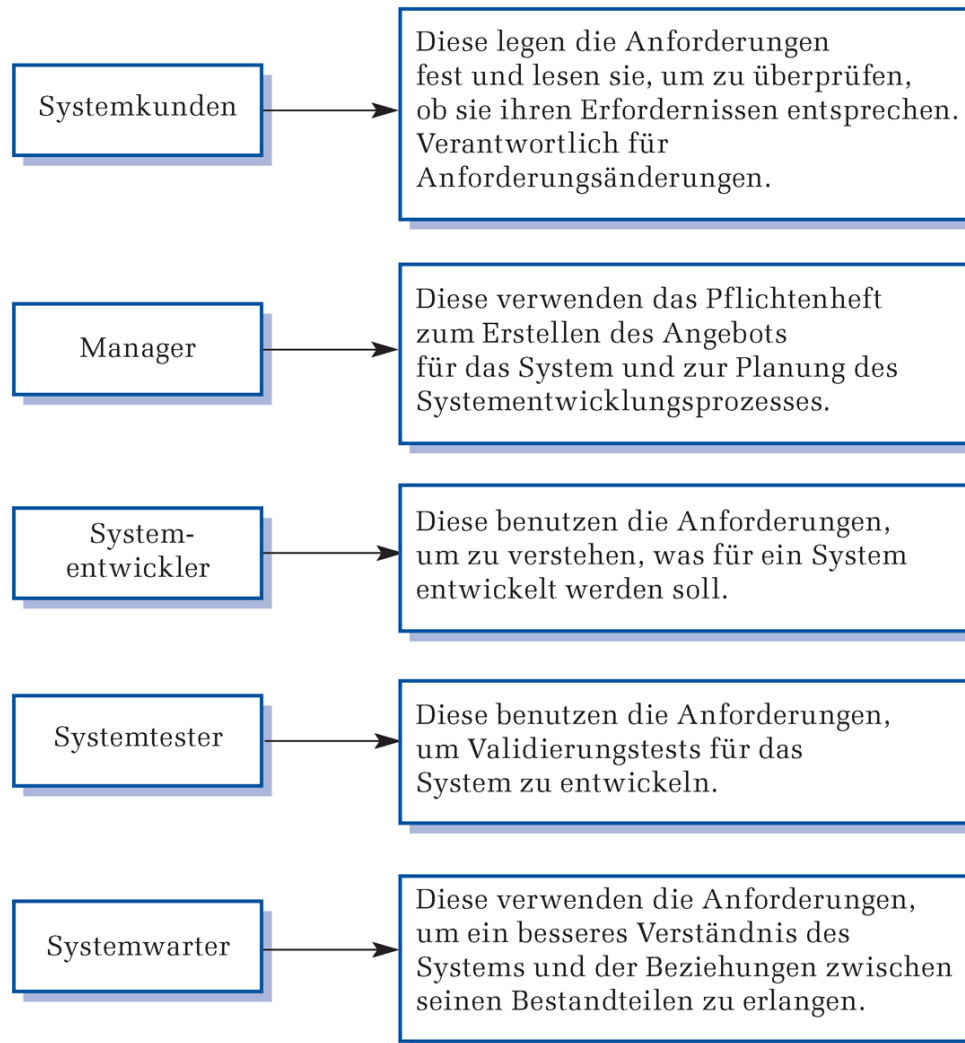 Systemkunden
Diese legen die Anforderungen
fest und lesen sie, um zu überprüfen,
ob sie ihren Erfordernissen entsprechen.
Verantwortlich für
Anforderungsänderungen.
Manager
Diese verwenden das Pflichtenheft
zum Erstellen des Angebots
für das System und zur Planung des
Systementwicklungsprozesses.
System-
entwickler
Diese benutzen die Anforderungen,
um zu verstehen, was für ein System
entwickelt werden soll.
Systemtester
Diese benutzen die Anforderungen,
um Validierungstests für das
System zu entwickeln.
Systemwarter
Diese verwenden die Anforderungen,
um ein besseres Verständnis des
Systems und der Beziehungen zwischen
seinen Bestandteilen zu erlangen.